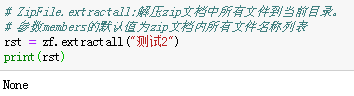 # ZipFile.extractall:解压zip文档中所有文件到当前目录。
# 参数members的默认值为zip文档内所有文件名称列表
rst = zf.extractall("测试2")
print(rst)
None